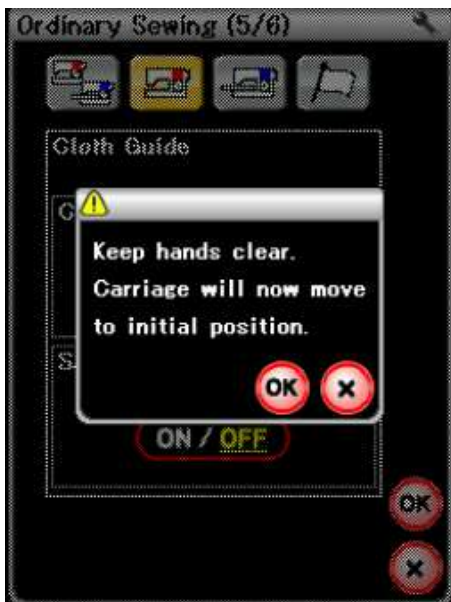 Ordinary Sewing (5/6)
Cloth Guide
C
Keep hands clear.
Carriage will now move
to initial position.
S
OK
ON / OFF
OK